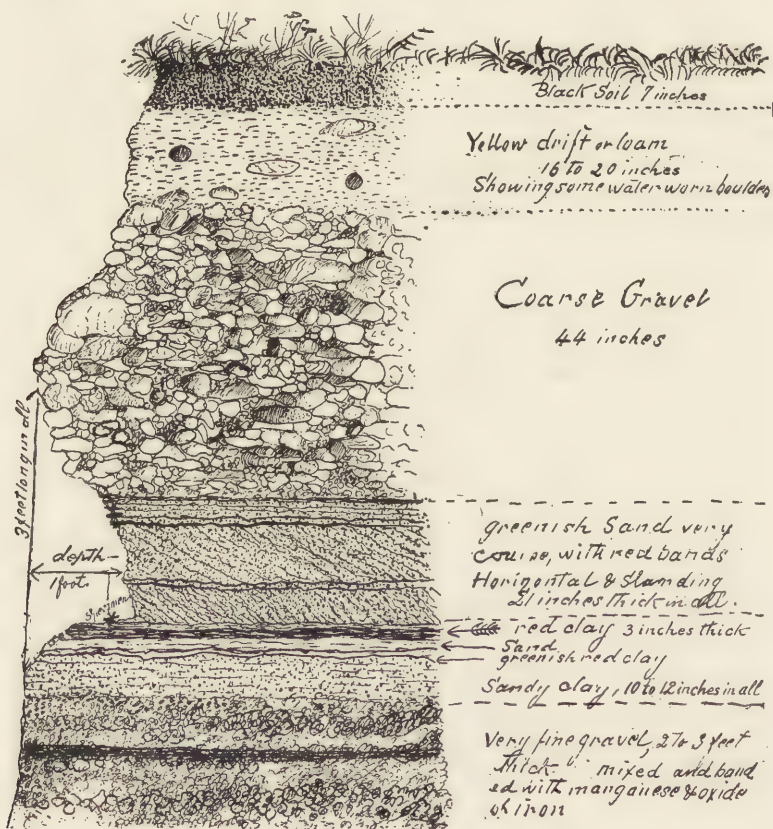 Black Soil 7 inches
Yellow drift or loam
16 to 20 inches
Showing some water worn boulders
Coarse Gravel
44 inches
3 feet long in all
greenish Sand very
course, with red bands
Horizontal & Slanding
21 inches thick in all.
depth
1 foot.
Specimen
red clay 3 inches thick
Sand
greenish red clay
Sandy clay, 10 to 12 inches in all
Very fine gravel, 2 to 3 feet
thick mixed and band
ed with manganese & oxide
of iron